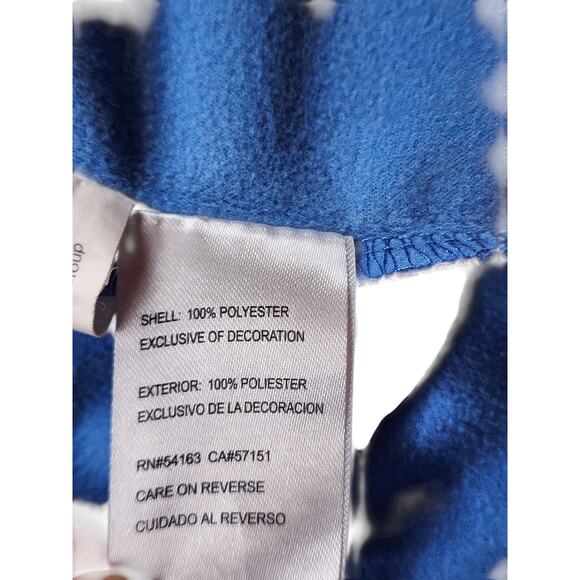 SHELL: 100% POLYESTER
EXCLUSIVE OF DECORATION
EXTERIOR: 100% POLIESTER
EXCLUSIVO DE LA DECORACION
RN#54163 CA#57151
CARE ON REVERSE
CUIDADO AL REVERSO